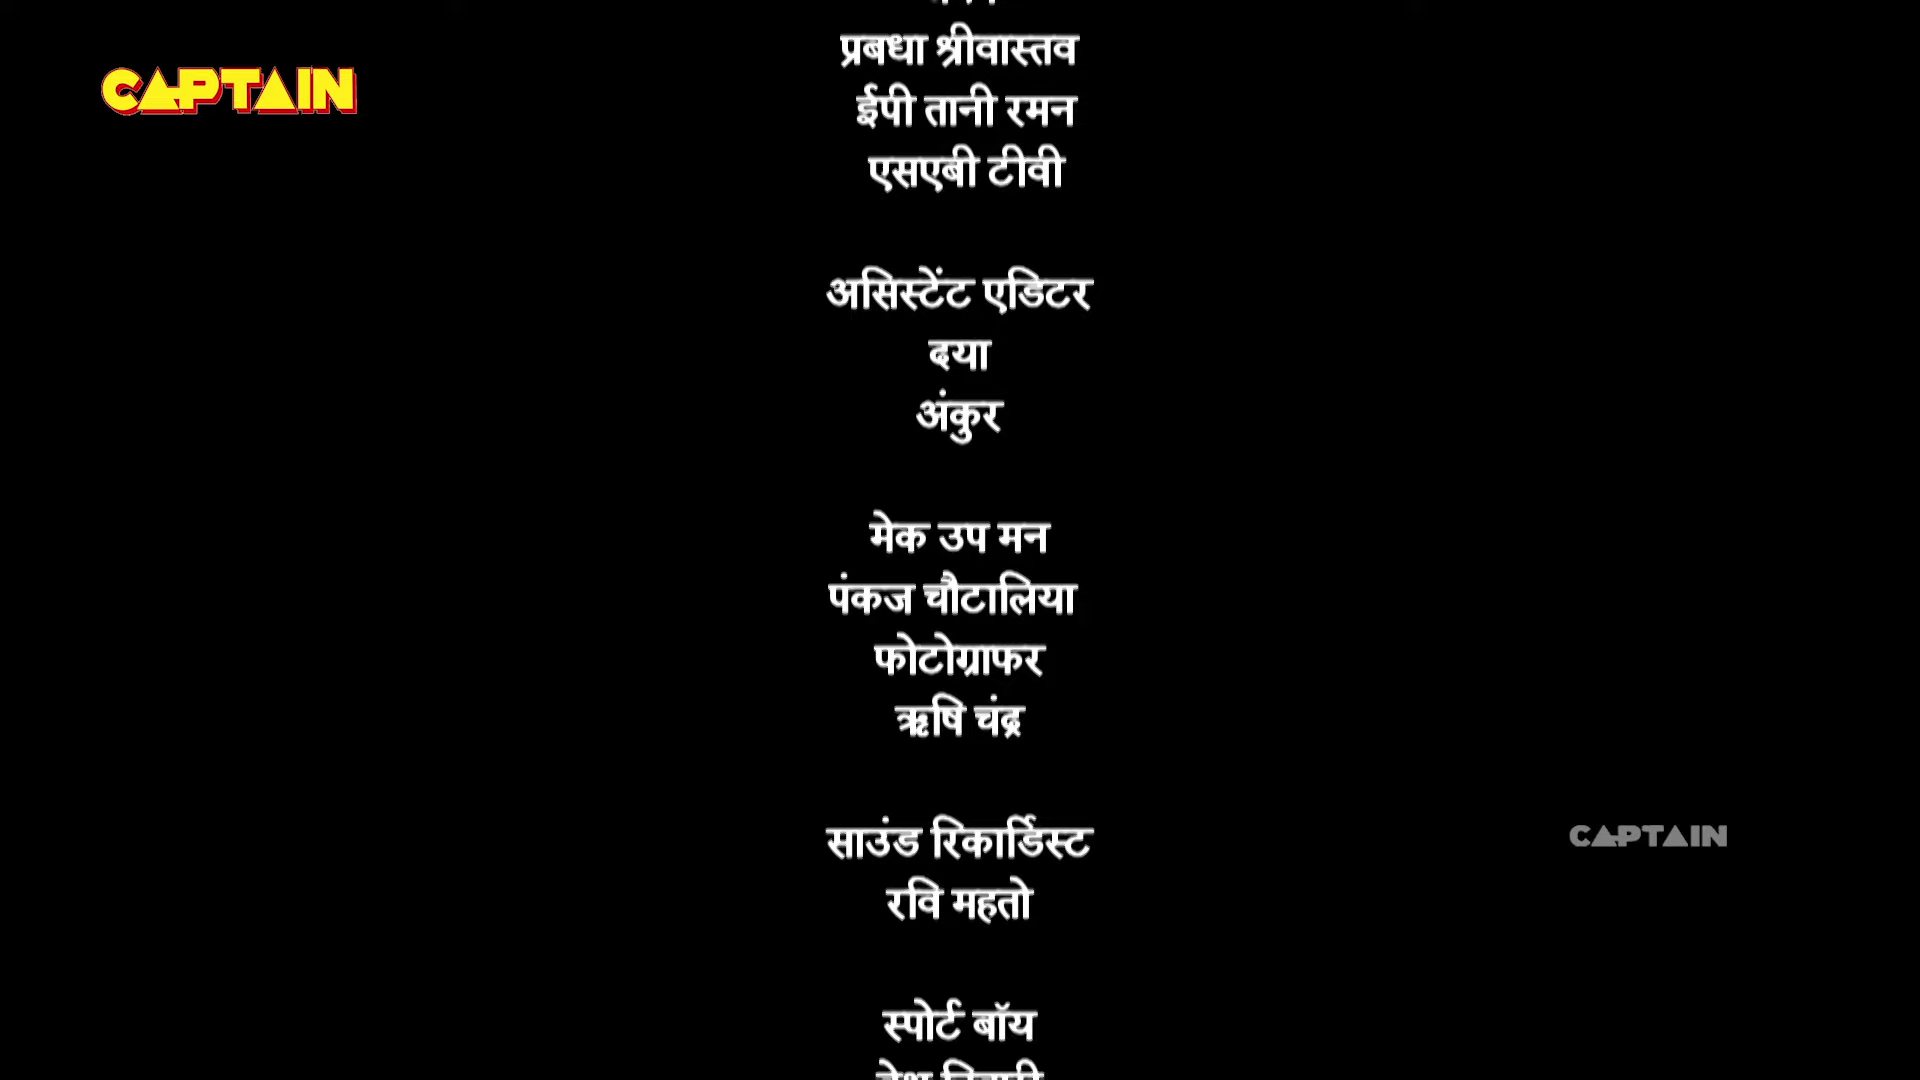 CAPTAIN
प्रबधा श्रीवास्तव
ईपी तानी रमन
एसएबी टीवी
असिस्टेंट एडिटर
दया
अंकुर
मेक उप मन
पंकज चौटालिया
फोटोग्राफर
ऋषि चंद्र
साउंड रिकार्डिस्ट
CAPTAIN
रवि महतो
स्पोर्ट बॉय